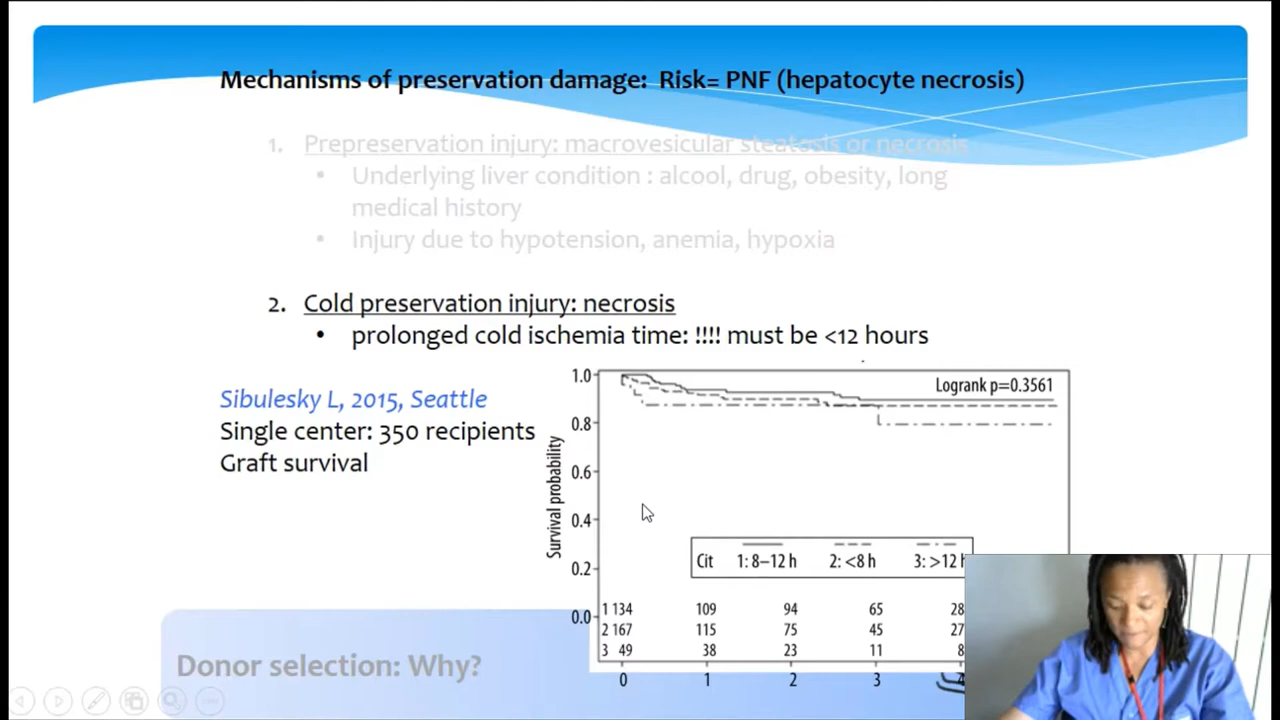 Mechanisms of preservation damage: Risk= PNF (hepatocyte necrosis)
1. Prepreservation injury: macrovesicular steatosis or necrosis
• Underlying liver condition : alcool, drug, obesity, long
medical history
• Injury due to hypotension, anemia, hypoxia
2. Cold preservation injury: necrosis
• prolonged cold ischemia time: !!!! must be <12 hours
Sibulesky L, 2015, Seattle
Single center: 350 recipients
Graft survival
Survival probability
1.0
0.8
0.6
0.4
0.2
0.0
Logrank p=0.3561
Cit 1: 8–12 h 2: <8 h 3: >12 h
1 134 109 94 65 28
2 167 115 75 45 27
3 49 38 23 11 8
0 1 2 3 4
Donor selection: Why?